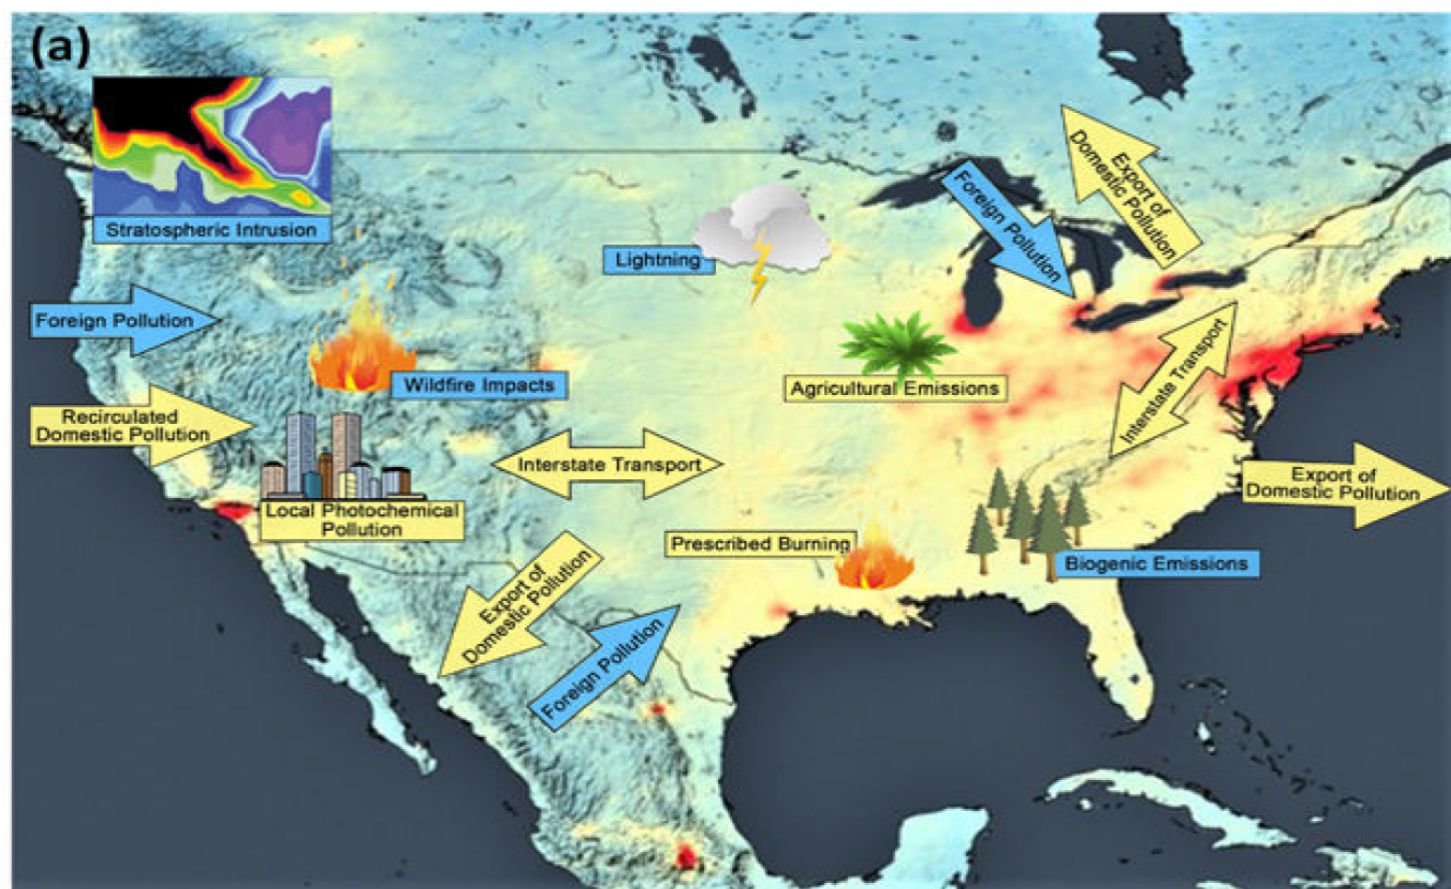 (a)
Stratospheric Intrusion
Export of
Domestic Pollution
Foreign Pollution
Lightning
Foreign Pollution
Wildfire Impacts
Agricultural Emissions
Interstate Transport
Recirculated
Domestic Pollution
Interstate Transport
Export of
Domestic Pollution
Local Photochemical
Pollution
Prescribed Burning
Biogenic Emissions
Export of
Domestic Pollution
Foreign Pollution